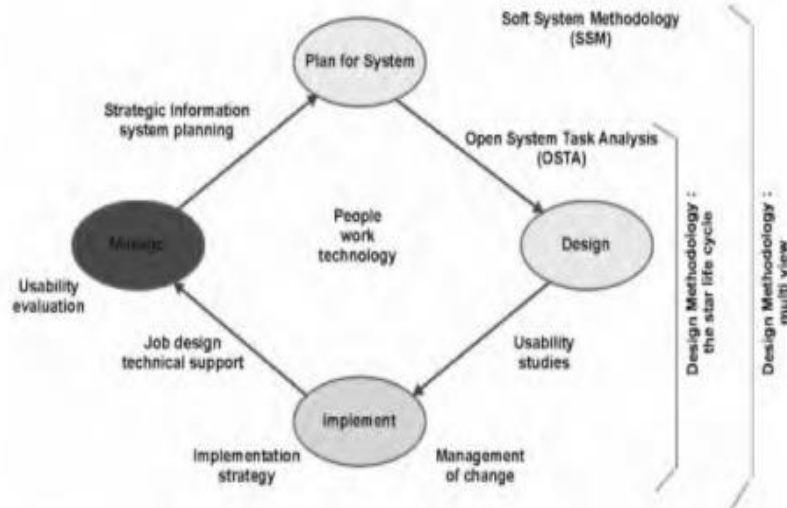 Soft System Methodology
(SSM)
Plan for System
Strategic Information
system planning
Open System Task Analysis
(OSTA)
People
work
technology
Manage
Design
Usability
evaluation
Job design
technical support
Usability
studies
Implement
Implementation
strategy
Management
of change
Design Methodology :
the star life cycle
Design Methodology :
multi view